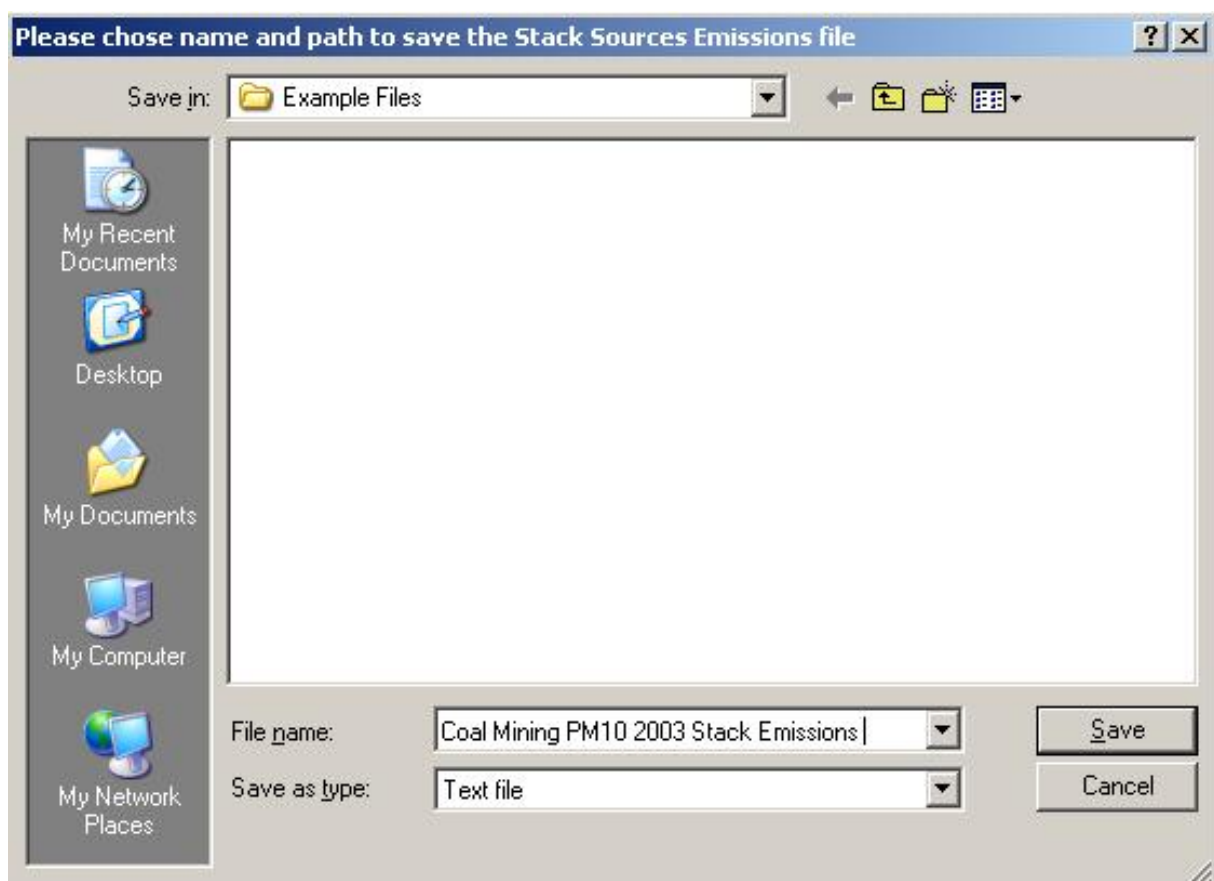 Please chose name and path to save the Stack Sources Emissions file
Save in:
Example Files
My Recent
Documents
Desktop
My Documents
My Computer
My Network
Places
File name:
Coal Mining PM10 2003 Stack Emissions
Save
Save as type:
Text file
Cancel